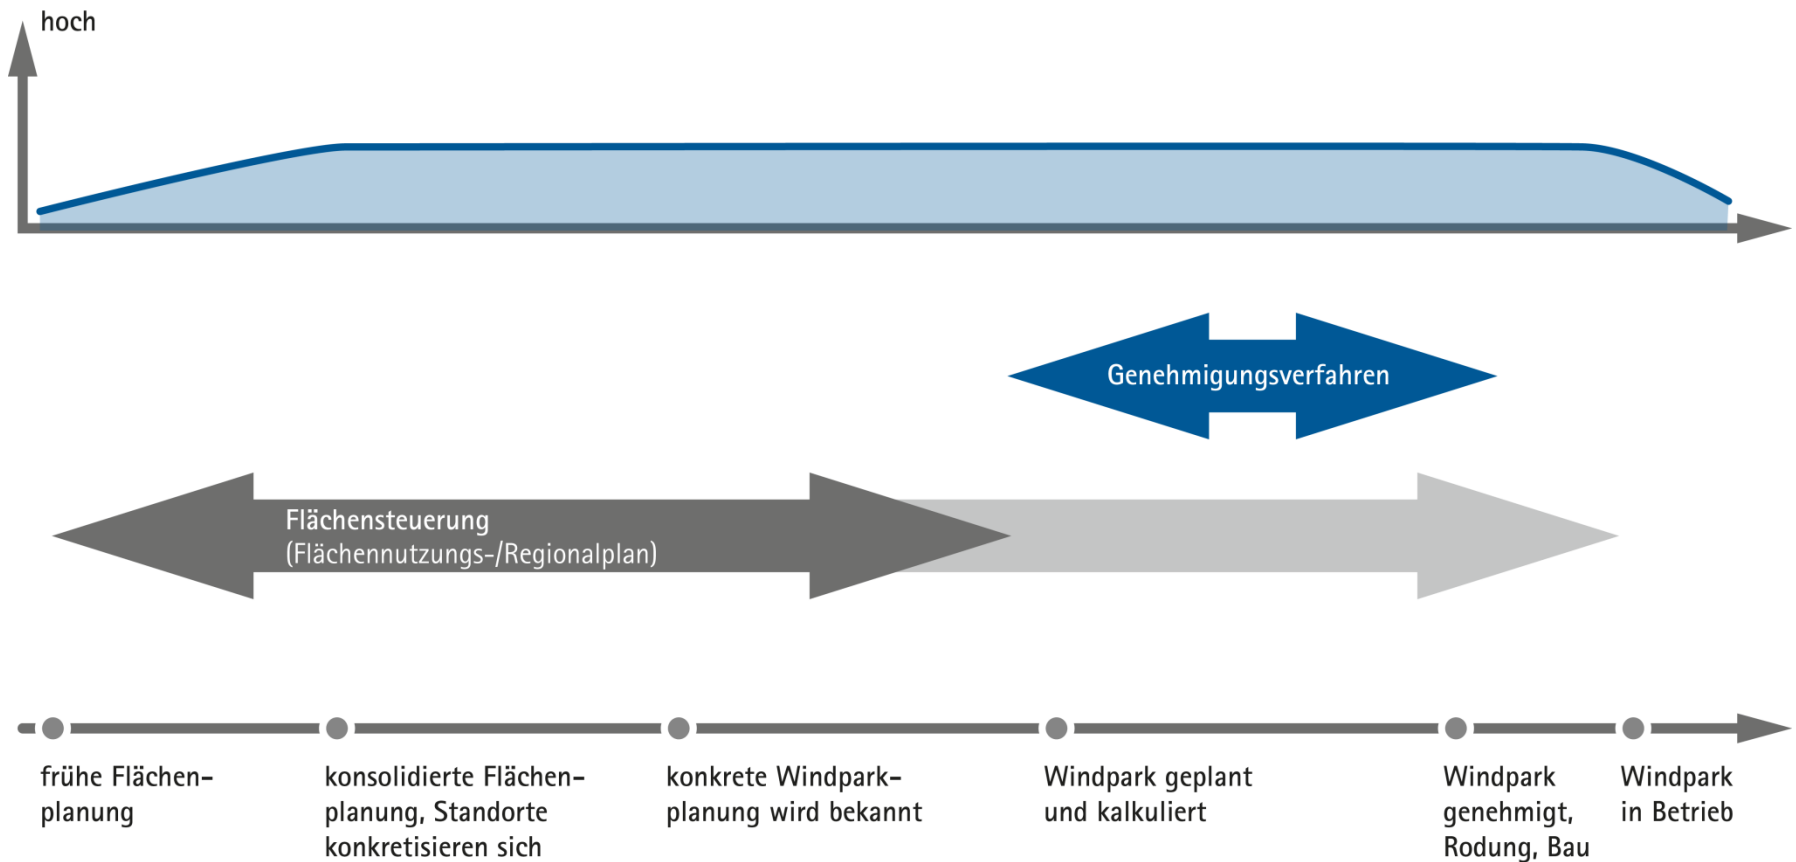 hoch
Genehmigungsverfahren
Flächensteuerung
(Flächennutzungs-/Regionalplan)
frühe Flächen-
planung
konsolidierte Flächen-
planung, Standorte
konkretisieren sich
konkrete Windpark-
planung wird bekannt
Windpark geplant
und kalkuliert
Windpark
genehmigt,
Rodung, Bau
Windpark
in Betrieb